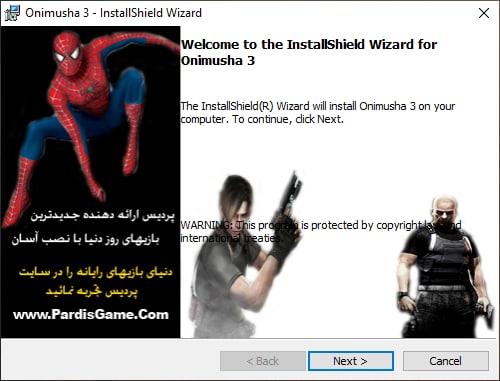 Onimusha 3 - InstallShield Wizard
Welcome to the InstallShield Wizard for
Onimusha 3
The InstallShield(R) Wizard will install Onimusha 3 on your
computer. To continue, click Next.
پردیس ارائه دهنده جدیدترین
بازیهای روز دنیا با نصب آسان
WARNING: This program is protected by copyright law and
international treaties.
دنیای بازیهای رایانه را در سایت
پردیس تجربه نمائید
www.PardisGame.Com
< Back
Next >
Cancel